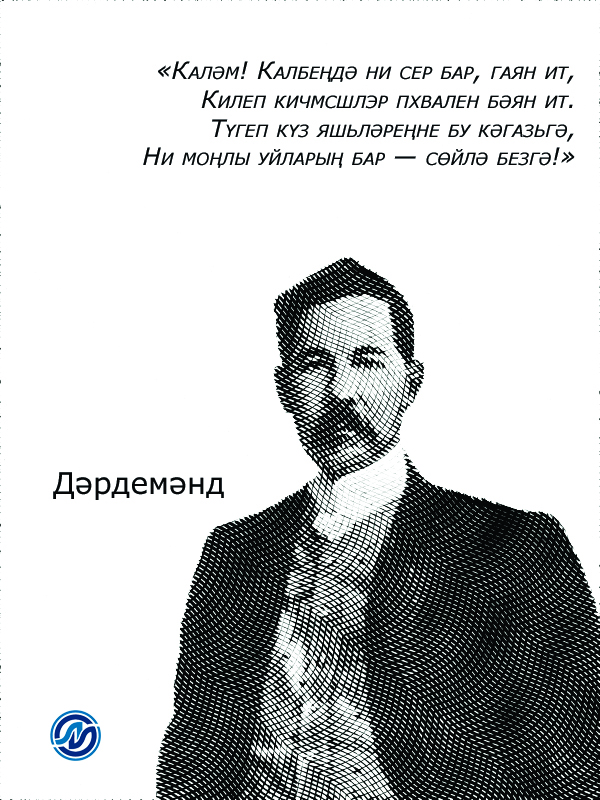 «Каләм! Калбеңдә ни сер бар, гаян ит,
Килеп кичмсшлэр пхвален бәян ит.
Түгеп күз яшьләреңне бу кәгазьгә,
Ни моңлы уйларың бар — сөйлә безгә!»
Дәрдемәнд